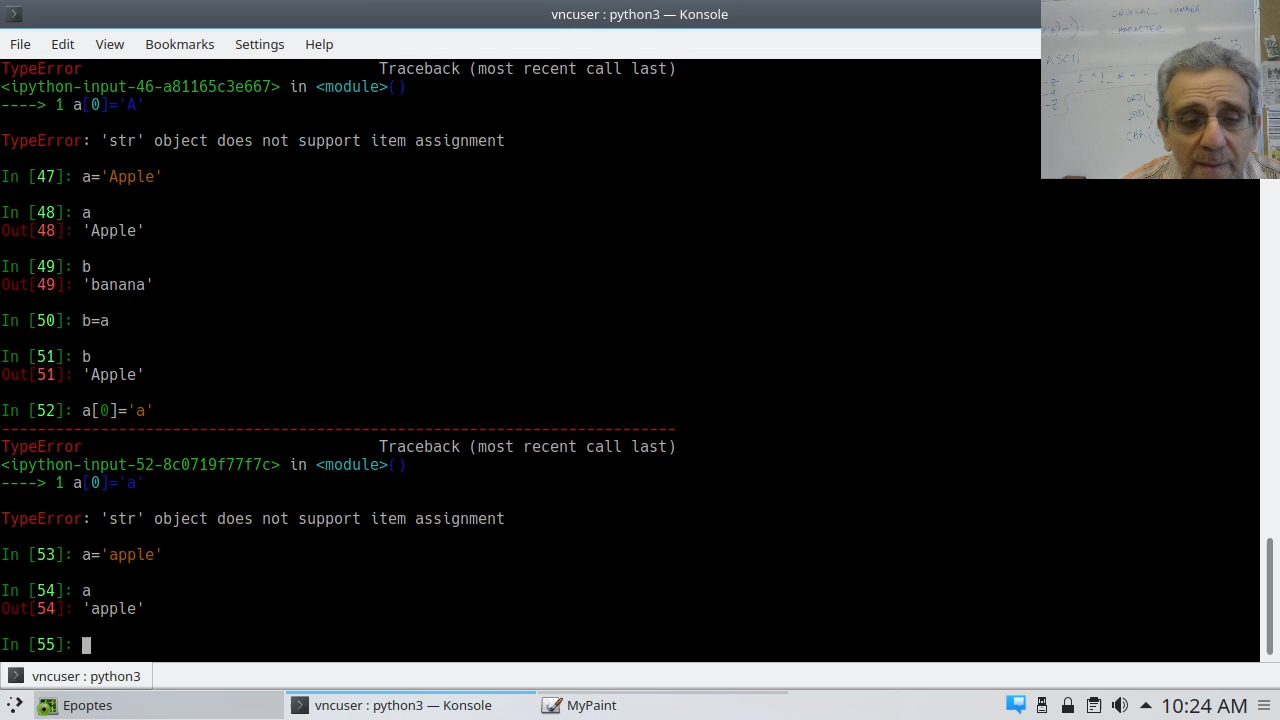 vncuser : python3 — Konsole
File Edit View Bookmarks Settings Help
ORDINAL NUMBER
CHARACTER
ASCII
TypeError Traceback (most recent call last)
<ipython-input-46-a81165c3e667> in <module>()
----> 1 a[0]='A'
TypeError: 'str' object does not support item assignment
In [47]: a='Apple'
In [48]: a
Out[48]: 'Apple'
In [49]: b
Out[49]: 'banana'
In [50]: b=a
In [51]: b
Out[51]: 'Apple'
In [52]: a[0]='a'
---------------------------------------------------------------------------
TypeError Traceback (most recent call last)
<ipython-input-52-8c0719f77f7c> in <module>()
----> 1 a[0]='a'
TypeError: 'str' object does not support item assignment
In [53]: a='apple'
In [54]: a
Out[54]: 'apple'
In [55]:
vncuser : python3
Epoptes vncuser : python3 — Konsole MyPaint 10:24 AM